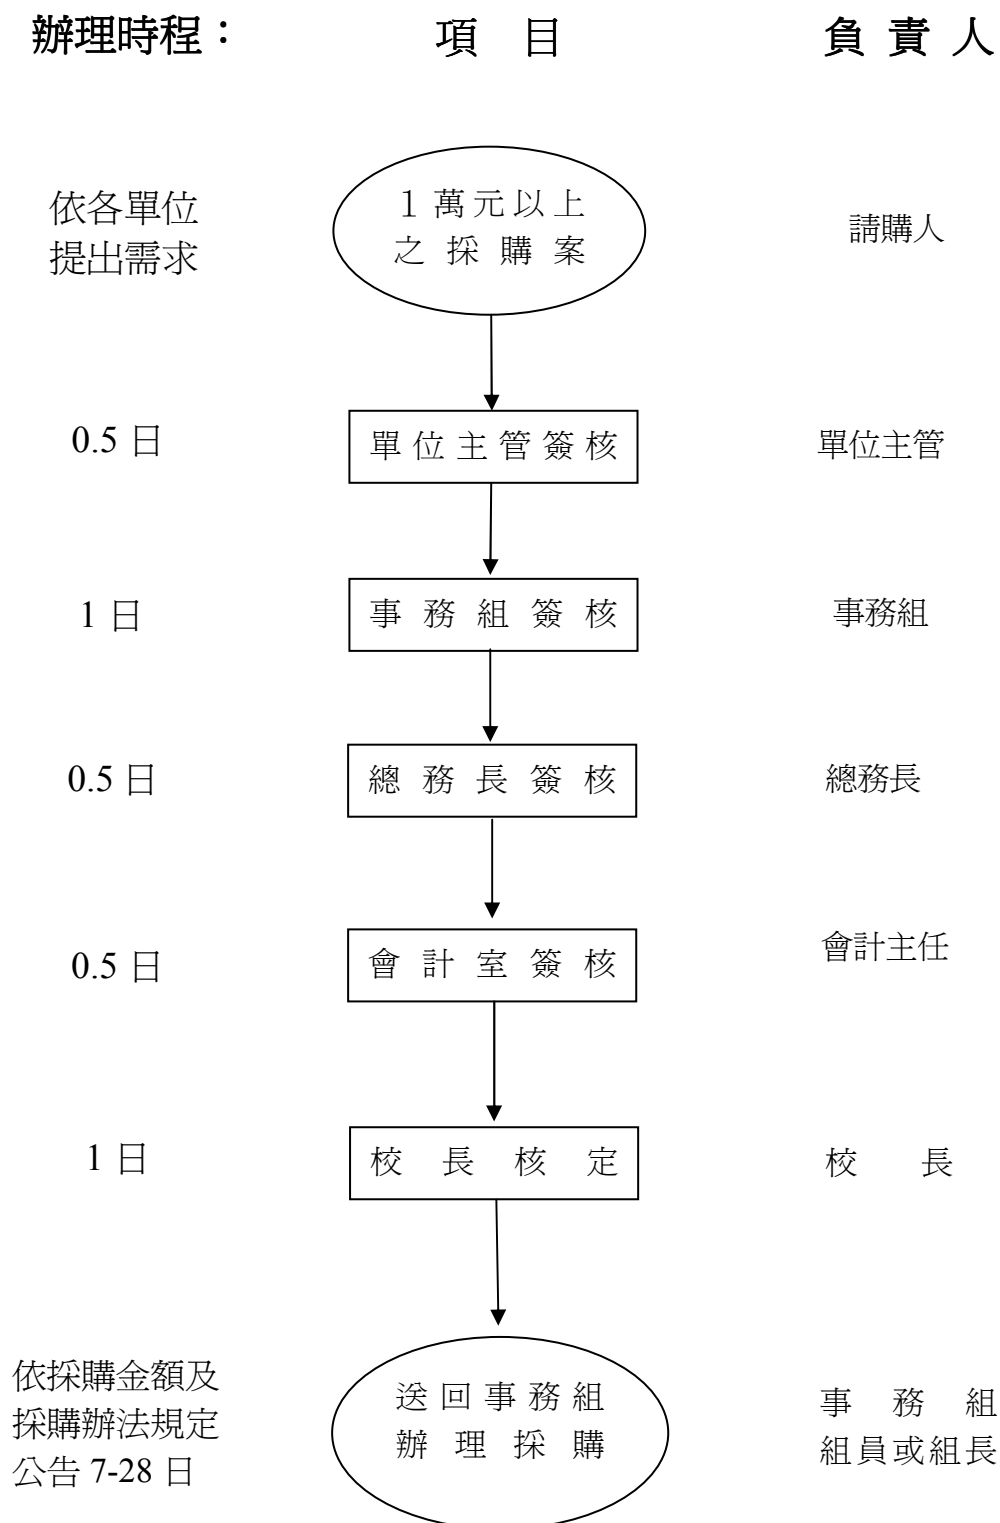 辦理時程： 項 目 負 責 人
依各單位
提出需求
１萬元以上
之採購案
請購人
0.5 日 單位主管簽核 單位主管
1 日 事務組簽核 事務組
0.5 日 總務長簽核 總務長
0.5 日 會計室簽核 會計主任
1 日 校長核定 校 長
依採購金額及
採購辦法規定
公告 7-28 日
送回事務組
辦理採購
事 務 組
組員或組長